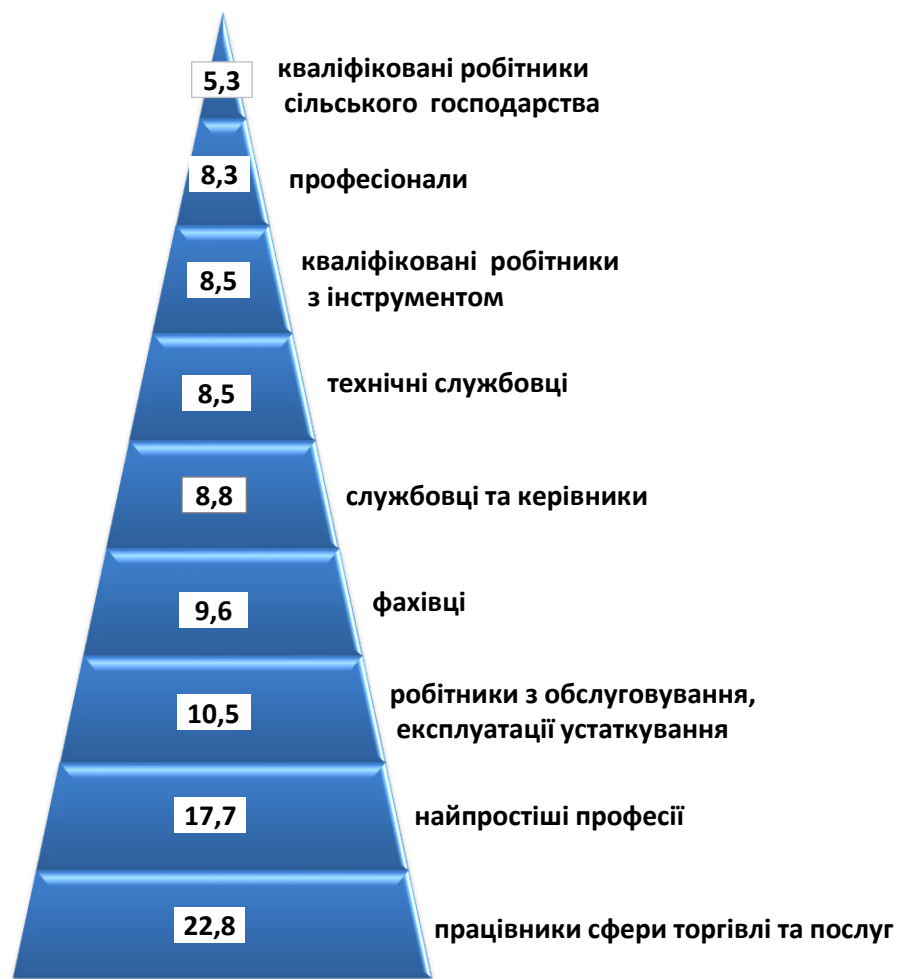 5,3
кваліфіковані робітники
сільського господарства
8,3
професіонали
8,5
кваліфіковані робітники
з інструментом
8,5
технічні службовці
8,8
службовці та керівники
9,6
фахівці
10,5
робітники з обслуговування,
експлуатації устаткування
17,7
найпростіші професії
22,8
працівники сфери торгівлі та послуг